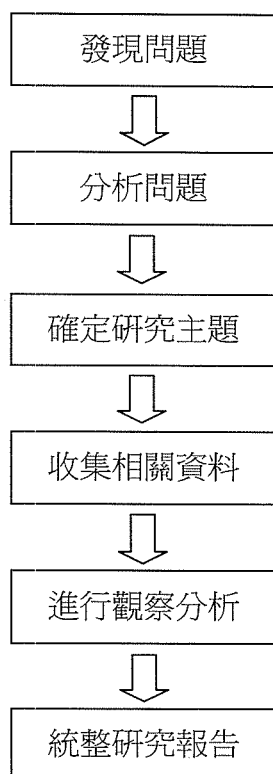 發現問題
分析問題
確定研究主題
收集相關資料
進行觀察分析
統整研究報告